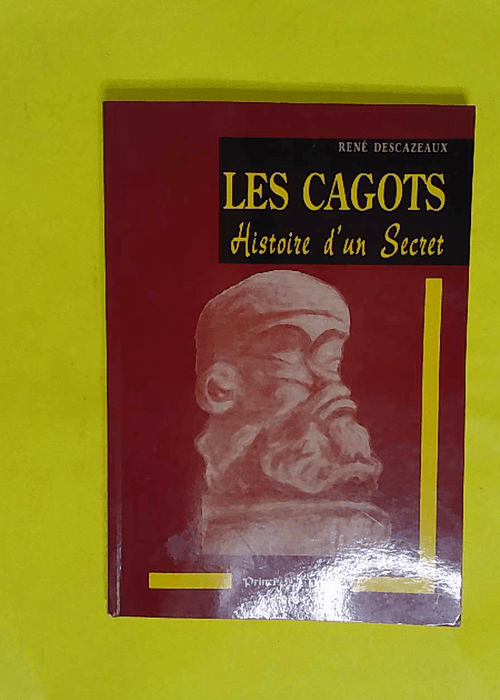 RENÉ DESCAZEAUX
LES CAGOTS
Histoire d'un Secret